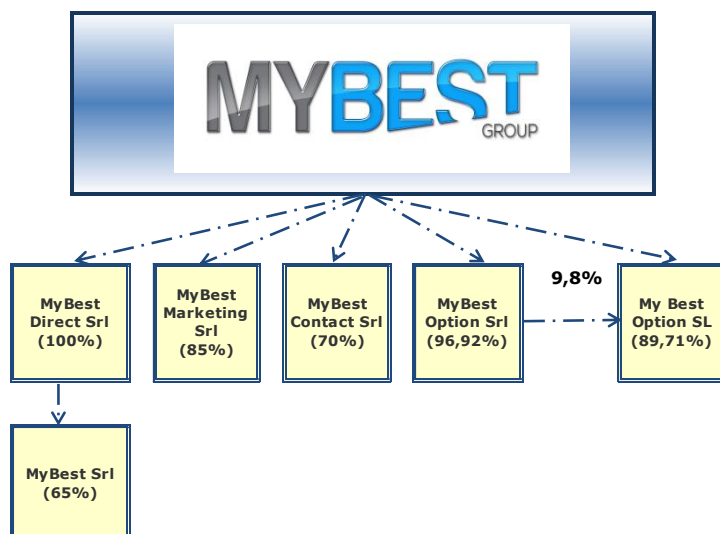 MYBEST
GROUP
9,8%
MyBest
Direct Srl
(100%)
MyBest
Marketing
Srl
(85%)
MyBest
Contact Srl
(70%)
MyBest
Option Srl
(96,92%)
My Best
Option SL
(89,71%)
MyBest Srl
(65%)